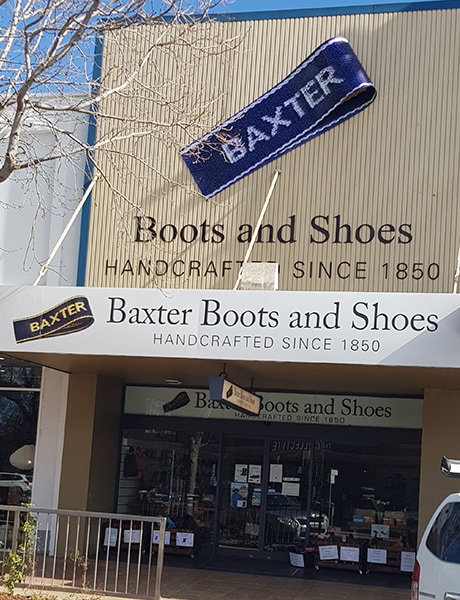 BAXTER
Boots and Shoes
HANDCRAFTED SINCE 1850
BAXTER
Baxter Boots and Shoes
HANDCRAFTED SINCE 1850
Baxter Boots and Shoes
HANDCRAFTED SINCE 1850